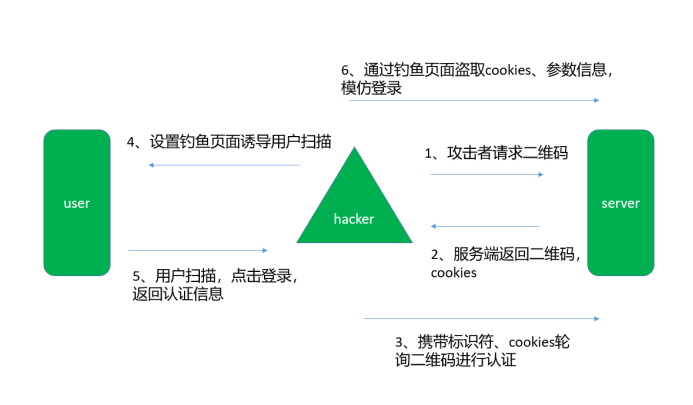 6、通过钓鱼页面盗取cookies、参数信息，
模仿登录
4、设置钓鱼页面诱导用户扫描
1、攻击者请求二维码
user
hacker
server
2、服务端返回二维码，
cookies
5、用户扫描，点击登录，
返回认证信息
3、携带标识符、cookies轮
询二维码进行认证